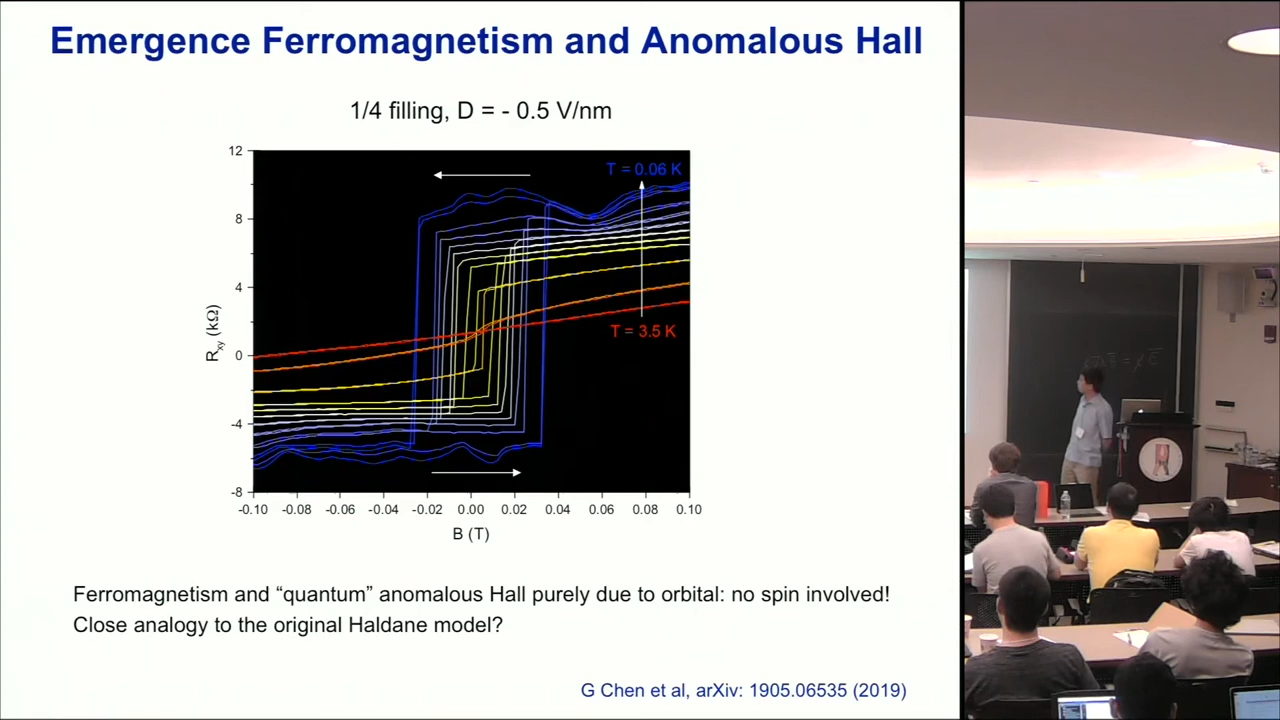 Emergence Ferromagnetism and Anomalous Hall
1/4 filling, D = - 0.5 V/nm
12
8
4
0
-4
-8
R_xy (kΩ)
T = 0.06 K
T = 3.5 K
-0.10 -0.08 -0.06 -0.04 -0.02 0.00 0.02 0.04 0.06 0.08 0.10
B (T)
Ferromagnetism and “quantum” anomalous Hall purely due to orbital: no spin involved!
Close analogy to the original Haldane model?
G Chen et al, arXiv: 1905.06535 (2019)